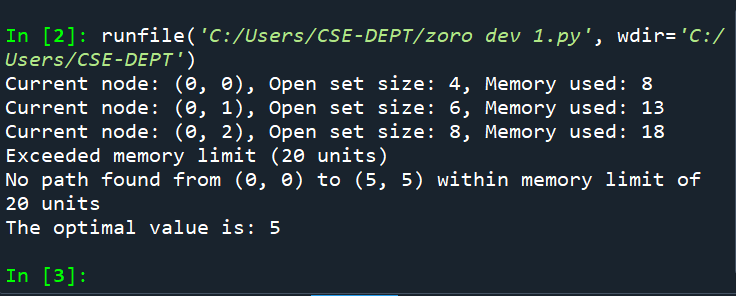 In [2]: runfile('C:/Users/CSE-DEPT/zoro dev 1.py', wdir='C:/
Users/CSE-DEPT')
Current node: (0, 0), Open set size: 4, Memory used: 8
Current node: (0, 1), Open set size: 6, Memory used: 13
Current node: (0, 2), Open set size: 8, Memory used: 18
Exceeded memory limit (20 units)
No path found from (0, 0) to (5, 5) within memory limit of
20 units
The optimal value is: 5
In [3]: